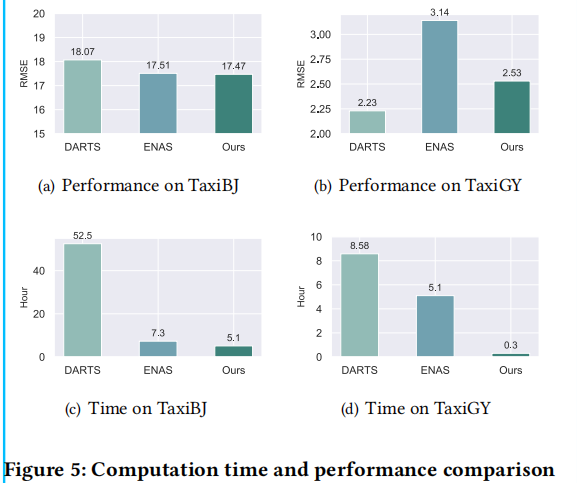 20
19
18
17
16
15
RMSE
18.07
17.51
17.47
DARTS
ENAS
Ours
(a) Performance on TaxiBJ
3.00
2.75
2.50
2.25
2.00
RMSE
2.23
3.14
2.53
DARTS
ENAS
Ours
(b) Performance on TaxiGY
40
20
0
Hour
52.5
7.3
5.1
DARTS
ENAS
Ours
(c) Time on TaxiBJ
10
8
6
4
2
0
Hour
8.58
5.1
0.3
DARTS
ENAS
Ours
(d) Time on TaxiGY
Figure 5: Computation time and performance comparison